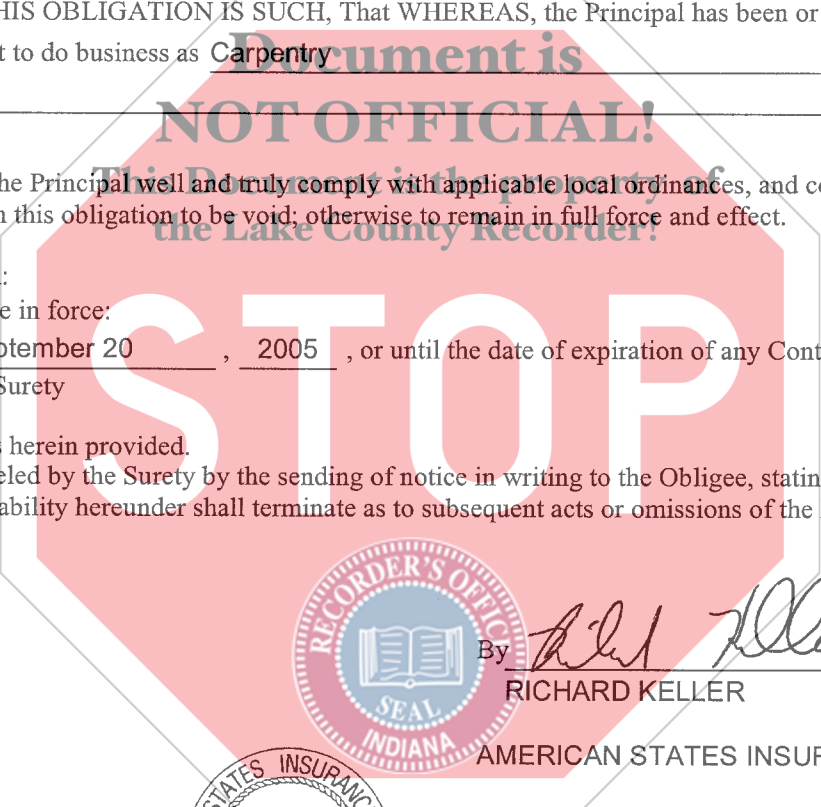 HIS OBLIGATION IS SUCH, That WHEREAS, the Principal has been or
t to do business as Carpentry
Document is
NOT OFFICIAL!
This Document is the property of
the Lake County Recorder!
he Principal well and truly comply with applicable local ordinances, and co
n this obligation to be void; otherwise to remain in full force and effect.
:
e in force:
ptember 20 , 2005 , or until the date of expiration of any Cont
Surety
s herein provided.
eled by the Surety by the sending of notice in writing to the Obligee, statin
ability hereunder shall terminate as to subsequent acts or omissions of the
STOP
RECORDER'S OFFIC
SEAL
INDIANA
By Richard Kelle
RICHARD KELLER
AMERICAN STATES INSUR
STATES INSURANC